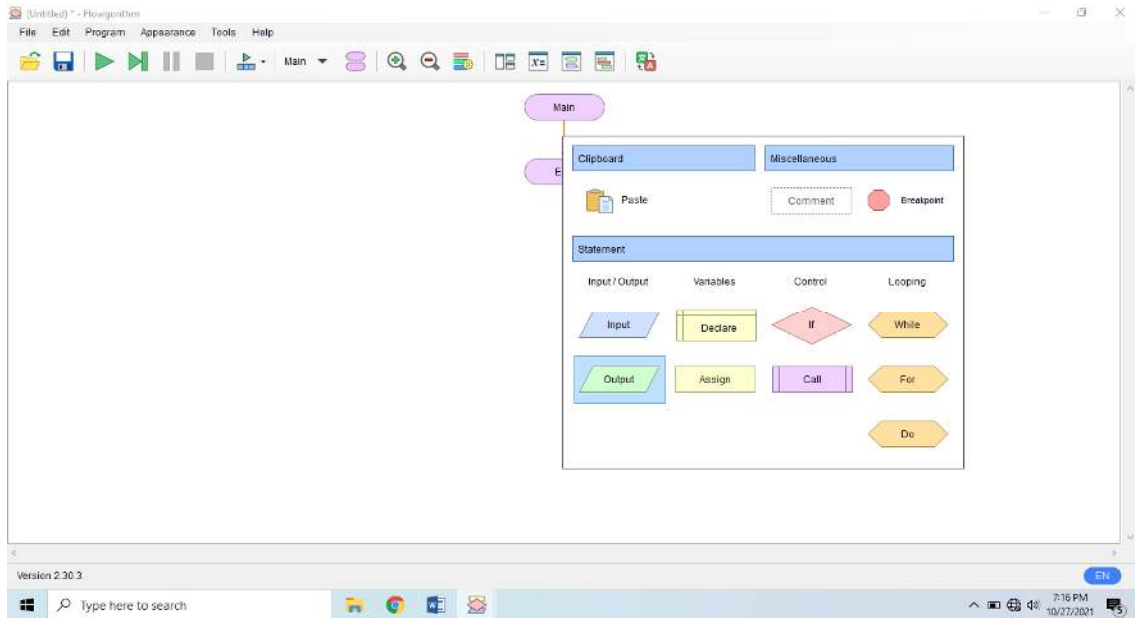 (Untitled) * - Flowgorithm
File Edit Program Appearance Tools Help
Main
Main
E
Clipboard Miscellaneous
Paste Comment Breakpoint
Statement
Input / Output Variables Control Looping
Input Declare If While
Output Assign Call For
Do
Version 2.30.3 EN
Type here to search
7:16 PM
10/27/2021